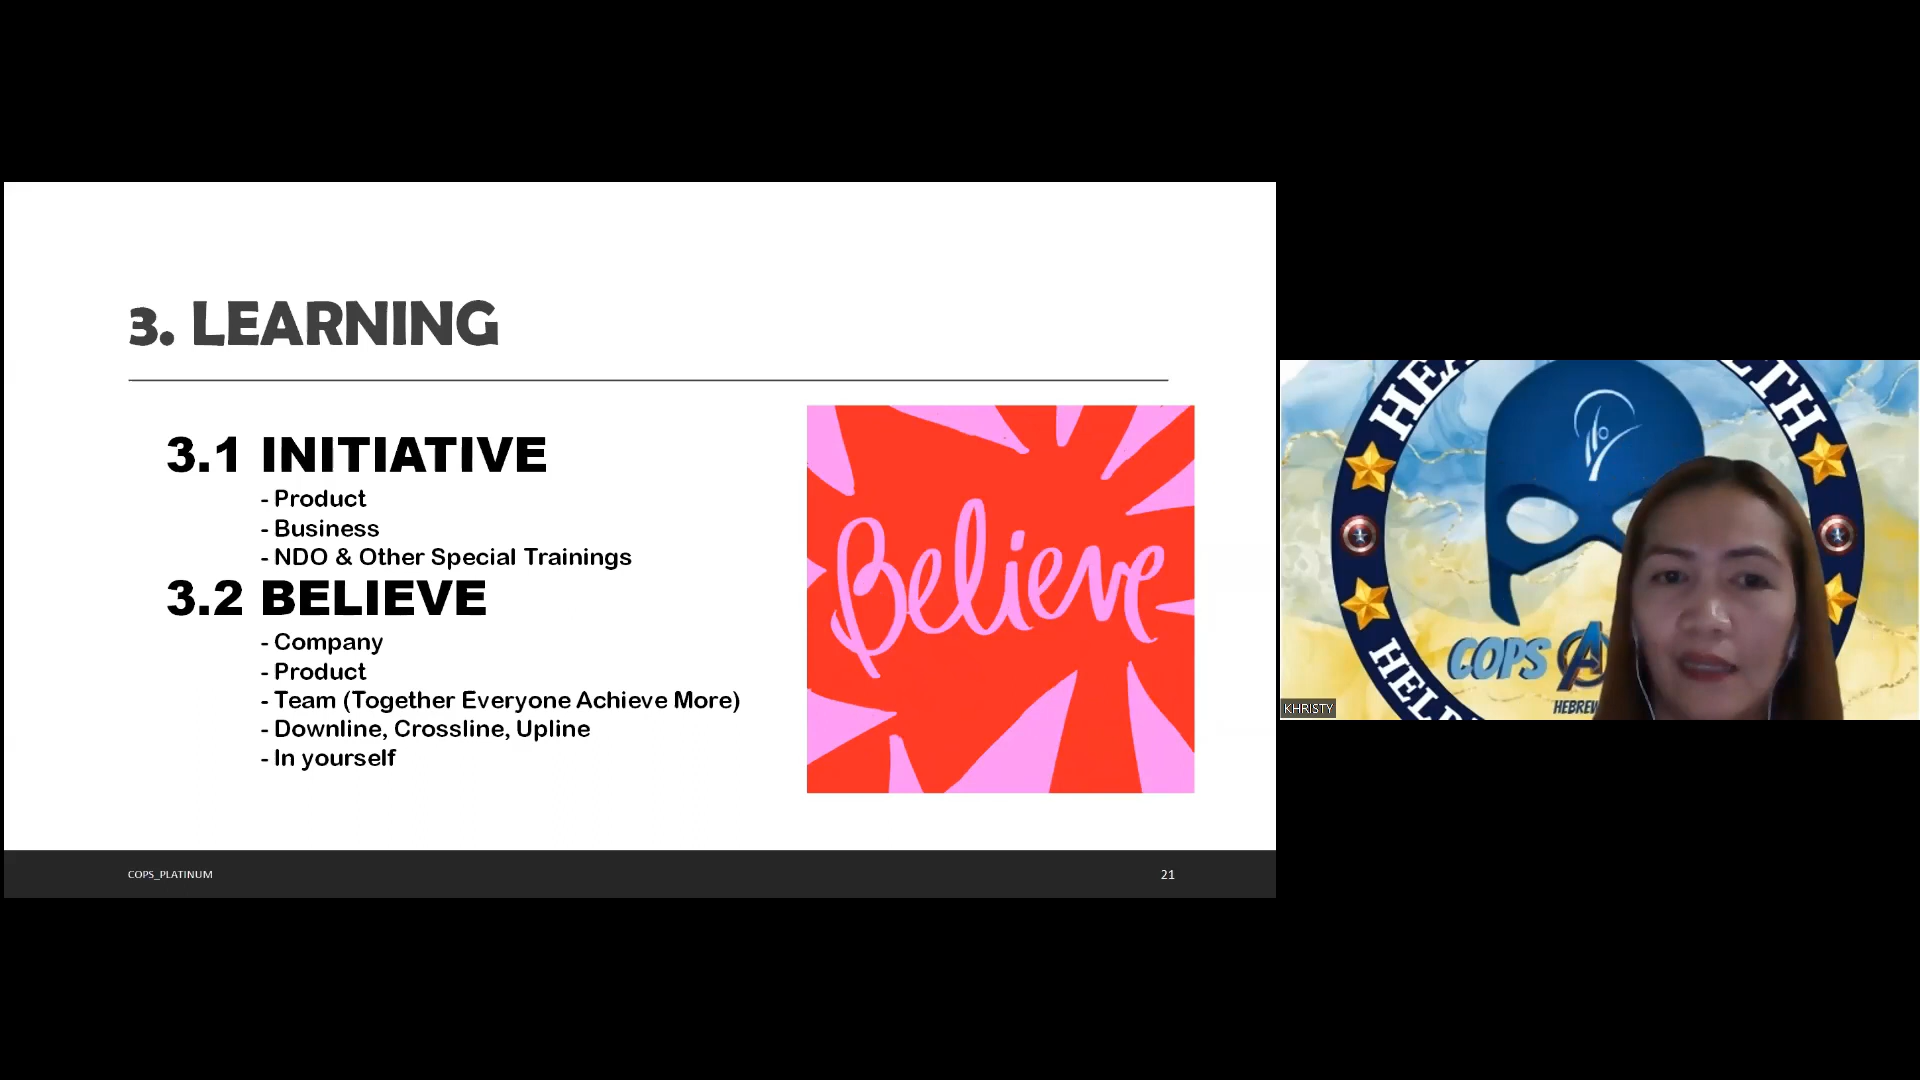 3. LEARNING
3.1 INITIATIVE
- Product
- Business
- NDO & Other Special Trainings
3.2 BELIEVE
- Company
- Product
- Team (Together Everyone Achieve More)
- Downline, Crossline, Upline
- In yourself
Believe
COPS_PLATINUM
21
COPS
KHRISTY